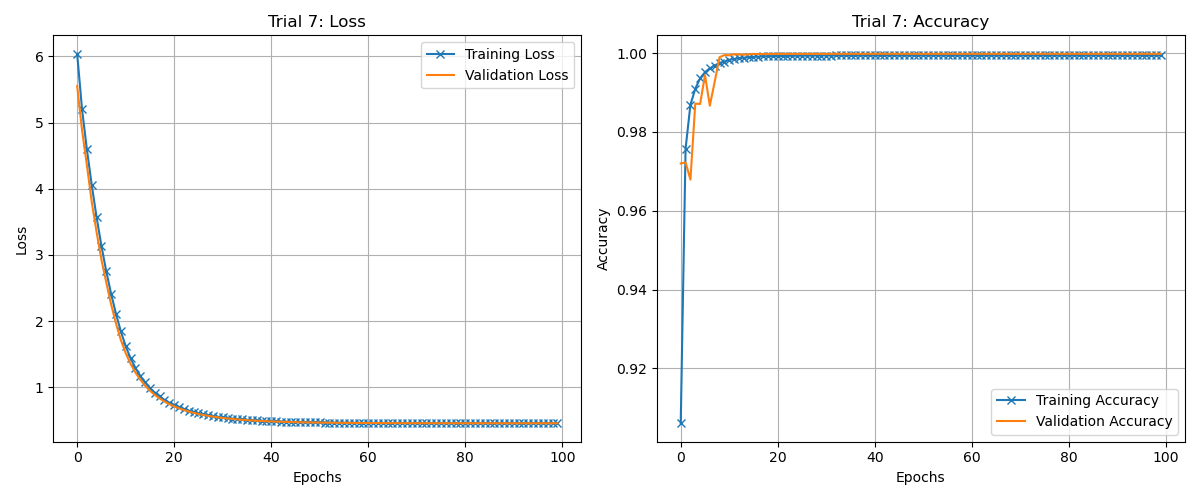 Trial 7: Loss
6
5
4
3
2
1
Loss
0
20
40
60
80
100
Epochs
Training Loss
Validation Loss
Trial 7: Accuracy
1.00
0.98
0.96
0.94
0.92
Accuracy
0
20
40
60
80
100
Epochs
Training Accuracy
Validation Accuracy